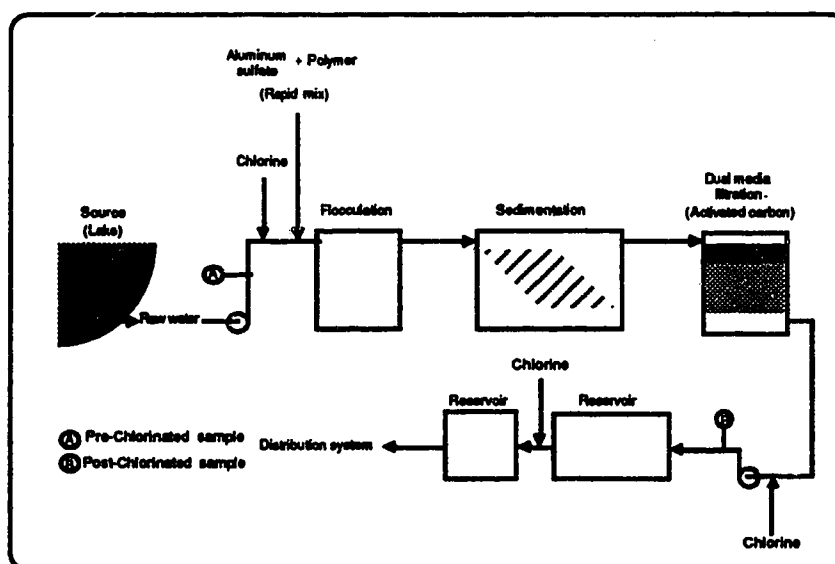 Aluminum + Polymer
sulfate
(Rapid mix)
Chlorine
Source
(Lake)
Flocculation
Sedimentation
Dual media
filtration -
(Activated carbon)
A
Raw water
Chlorine
Reservoir
Reservoir
B
A Pre-Chlorinated sample
Distribution system
B Post-Chlorinated sample
Chlorine